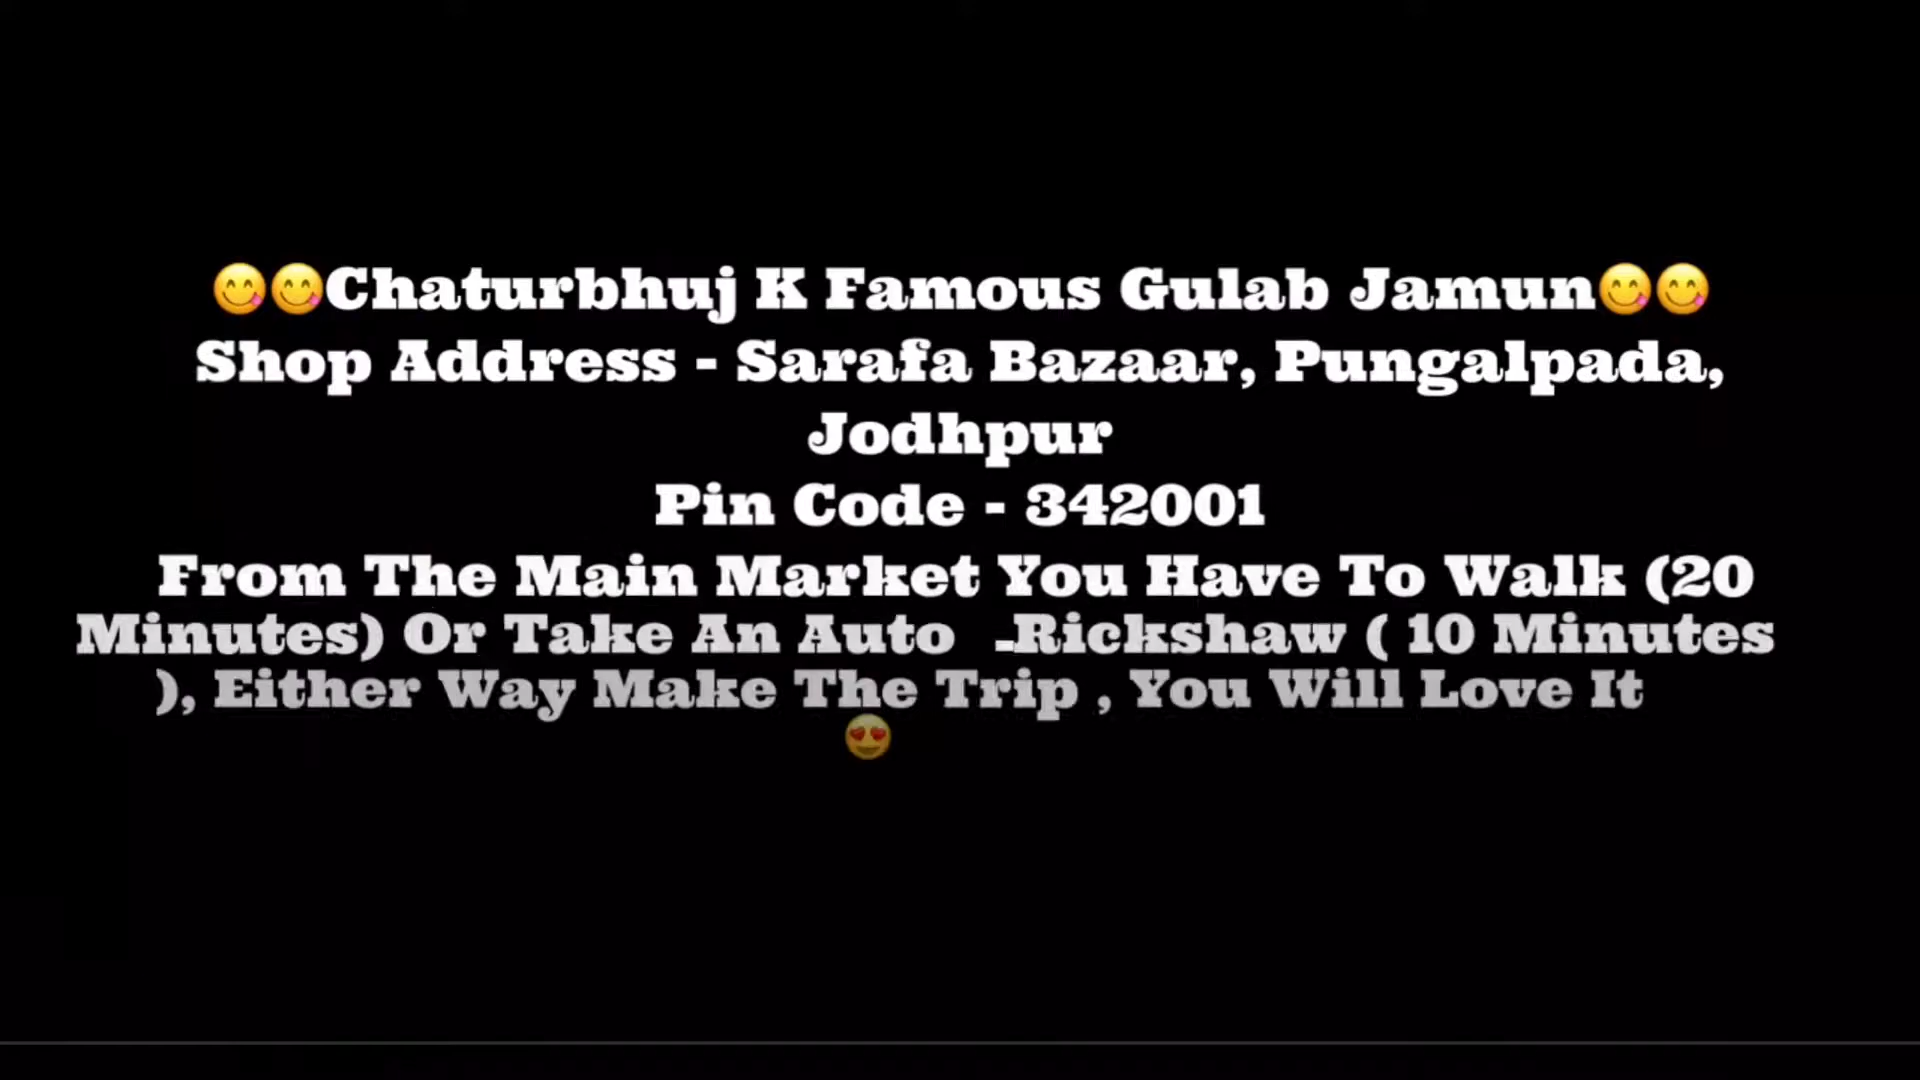 😋😋Chaturbhuj K Famous Gulab Jamun😋😋
Shop Address - Sarafa Bazaar, Pungalpada,
Jodhpur
Pin Code - 342001
From The Main Market You Have To Walk (20
Minutes) Or Take An Auto -Rickshaw ( 10 Minutes
), Either Way Make The Trip , You Will Love It
😍